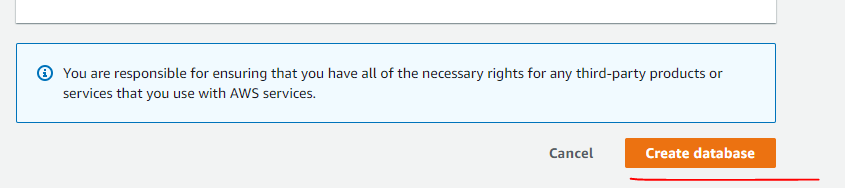 You are responsible for ensuring that you have all of the necessary rights for any third-party products or
services that you use with AWS services.
Cancel Create database